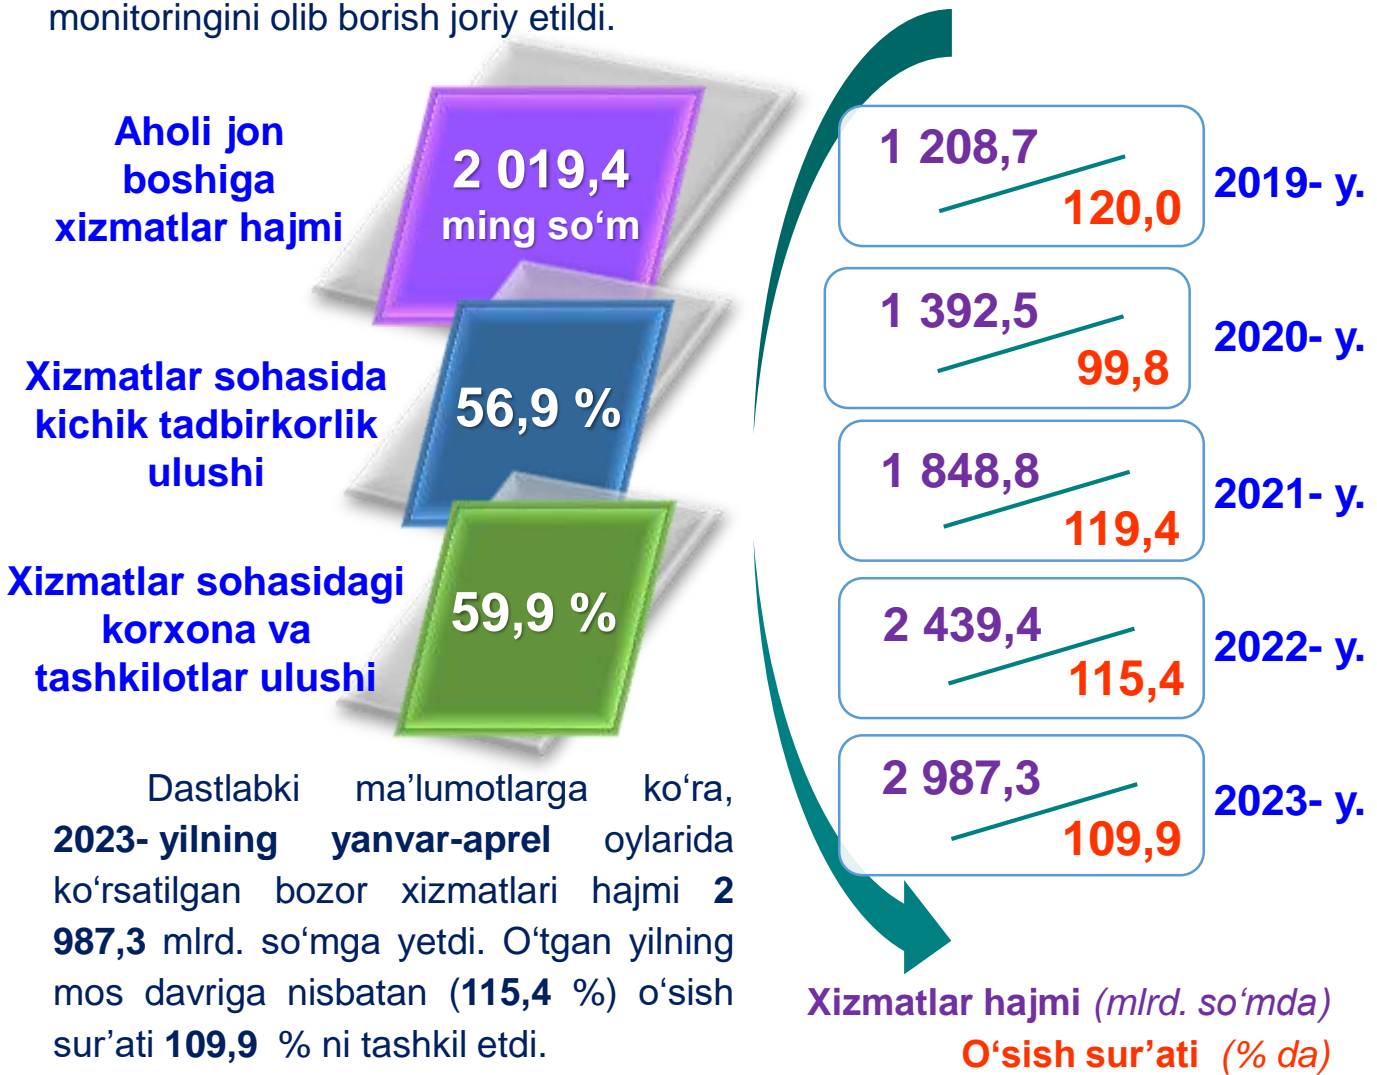 monitoringini olib borish joriy etildi.
Aholi jon
boshiga
xizmatlar hajmi
2 019,4
ming so‘m
Xizmatlar sohasida
kichik tadbirkorlik
ulushi
56,9 %
Xizmatlar sohasidagi
korxona va
tashkilotlar ulushi
59,9 %
Dastlabki ma’lumotlarga ko‘ra,
2023- yilning yanvar-aprel oylarida
ko‘rsatilgan bozor xizmatlari hajmi 2
987,3 mlrd. so‘mga yetdi. O‘tgan yilning
mos davriga nisbatan (115,4 %) o‘sish
sur’ati 109,9 % ni tashkil etdi.
1 208,7
120,0
2019- y.
1 392,5
99,8
2020- y.
1 848,8
119,4
2021- y.
2 439,4
115,4
2022- y.
2 987,3
109,9
2023- y.
Xizmatlar hajmi (mlrd. so‘mda)
O‘sish sur’ati (% da)